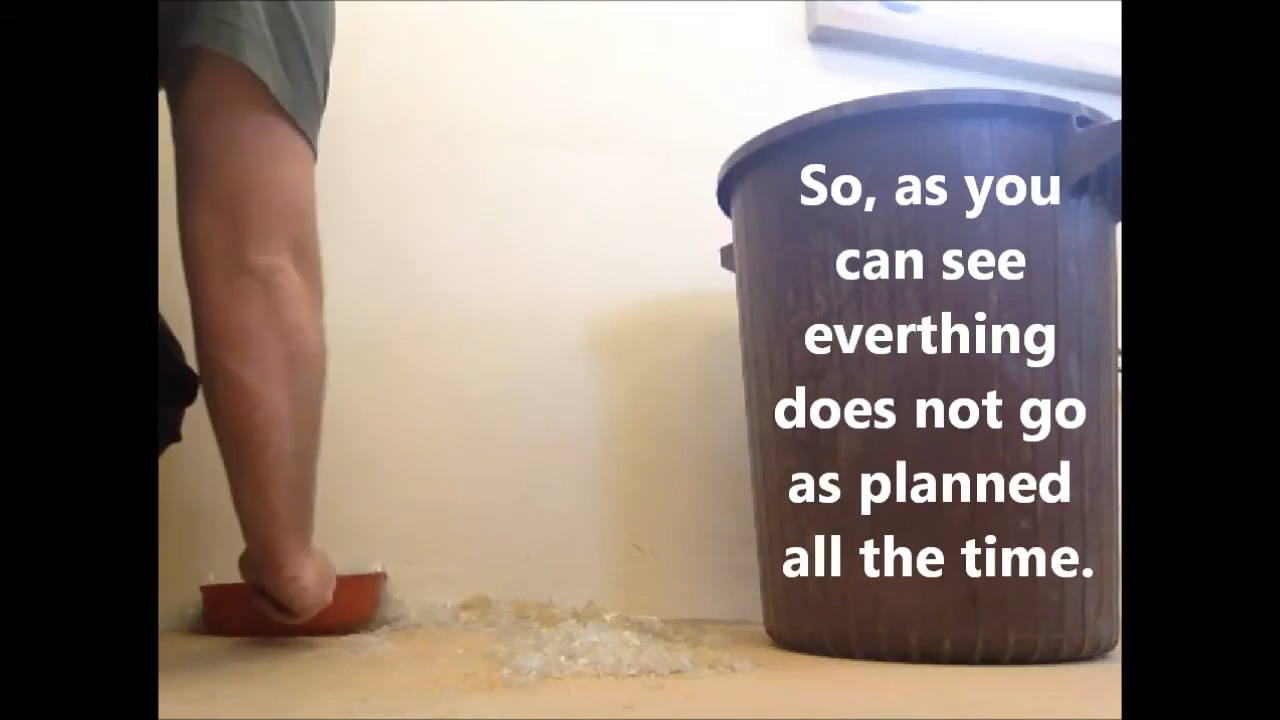 So, as you
can see
everthing
does not go
as planned
all the time.